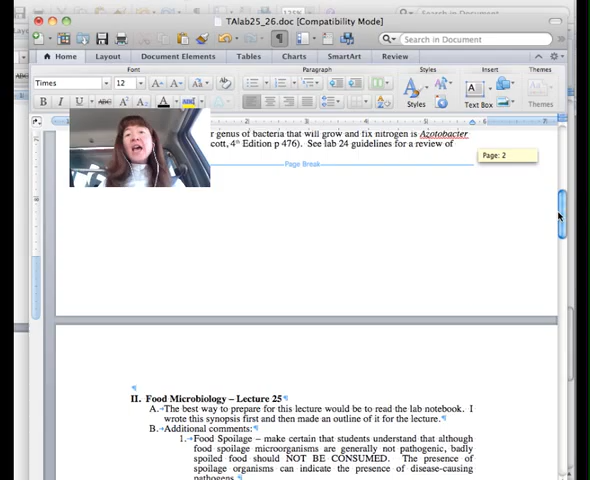 TAlab25_26.doc [Compatibility Mode]
Search in Document
Home Layout Document Elements Tables Charts SmartArt Review
Font Paragraph Styles Insert Themes
Times 12
Styles Text Box Themes
r genus of bacteria that will grow and fix nitrogen is Azotobacter
cott, 4th Edition p 476). See lab 24 guidelines for a review of
Page: 2
Page Break
II. Food Microbiology – Lecture 25
A. The best way to prepare for this lecture would be to read the lab notebook. I
wrote this synopsis first and then made an outline of it for the lecture.
B. Additional comments:
1. Food Spoilage – make certain that students understand that although
food spoilage microorganisms are generally not pathogenic, badly
spoiled food should NOT BE CONSUMED. The presence of
spoilage organisms can indicate the presence of disease-causing
pathogens.